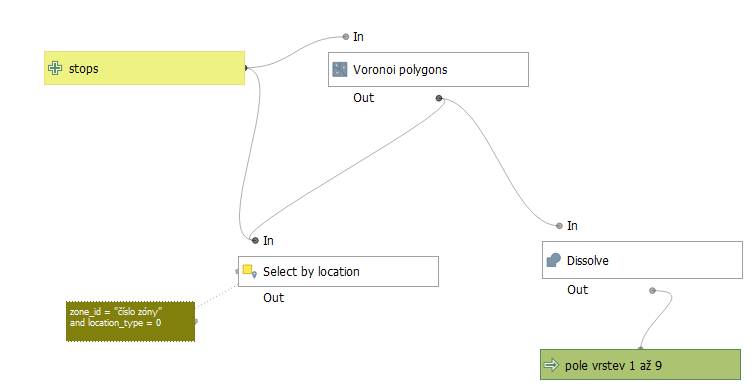 In
stops
Voronoi polygons
Out
In
In
Select by location
Dissolve
Out
Out
zone_id = "číslo zóny"
and location_type = 0
pole vrstev 1 až 9